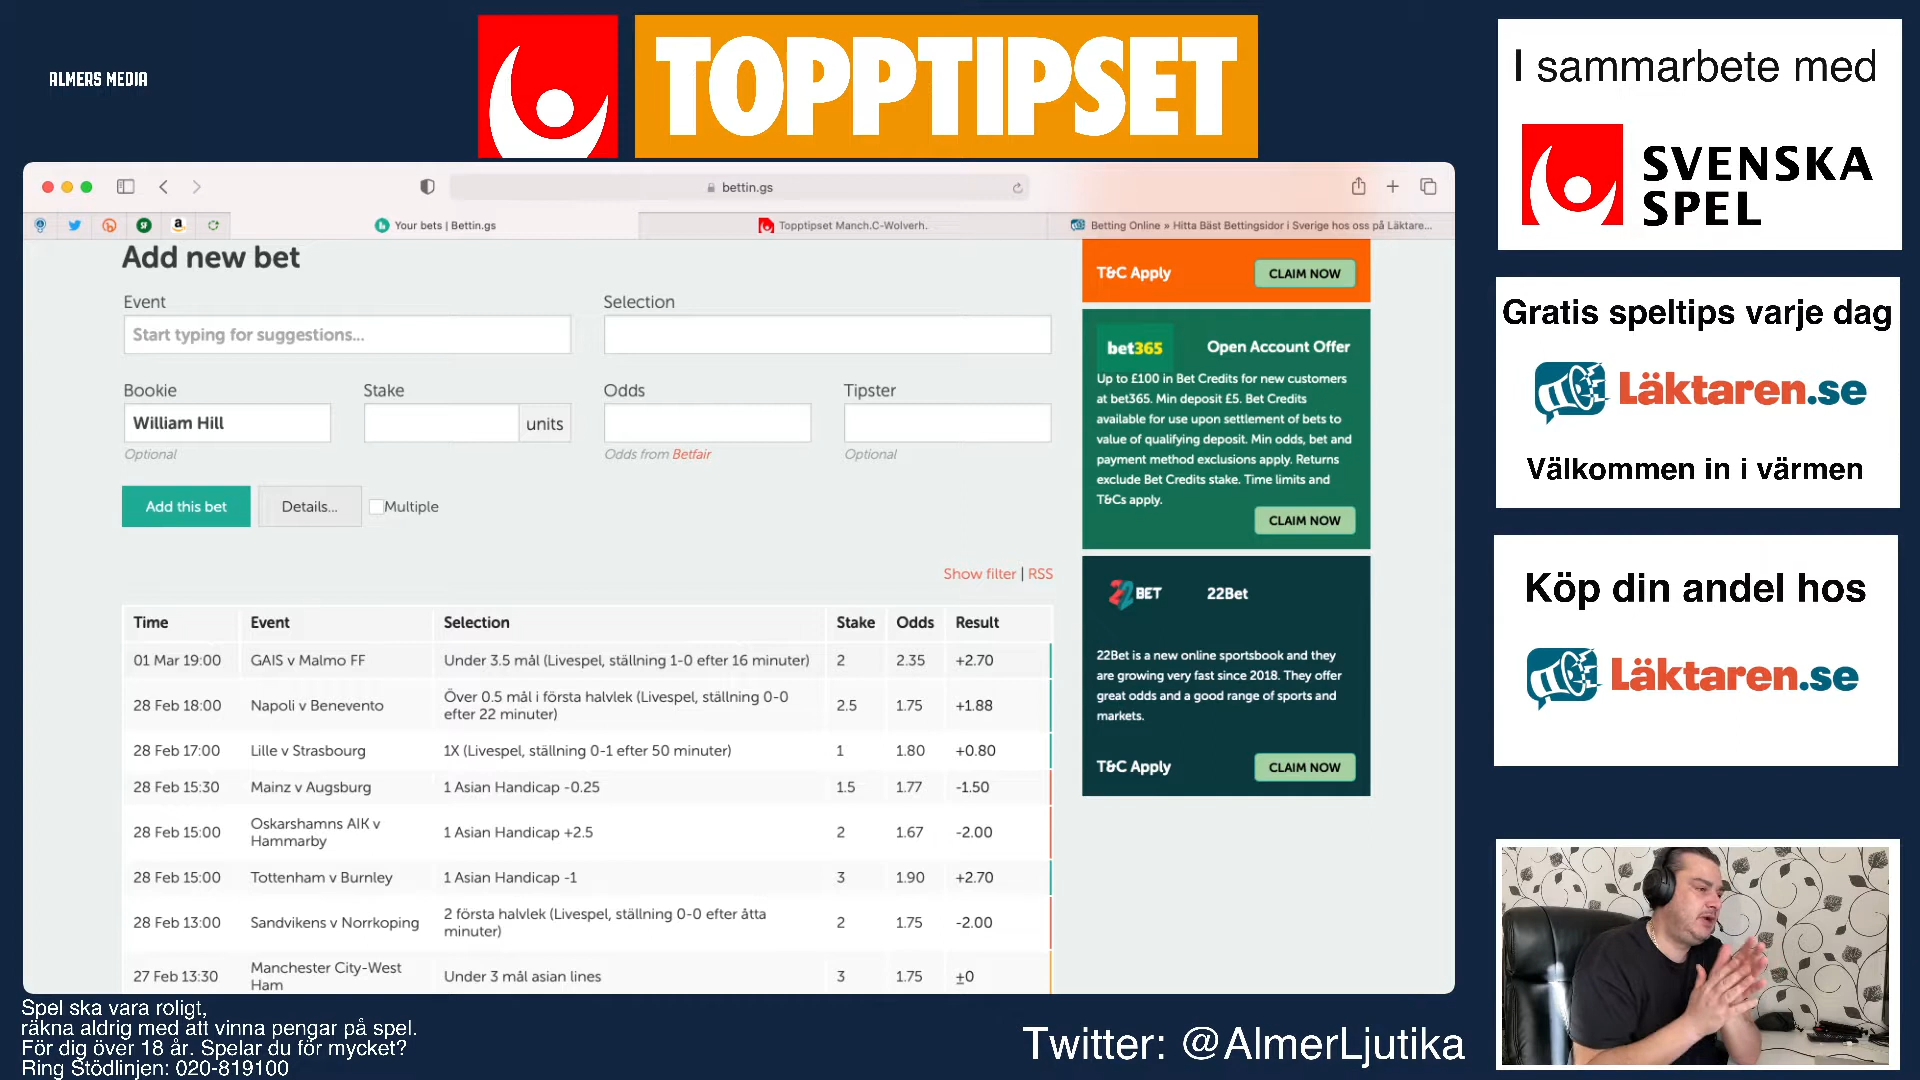 ALMERS MEDIA
TOPPTIPSET
I sammarbete med
SVENSKA
SPEL
bettin.gs
Your bets | Bettin.gs
Topptipset Manch.C-Wolverh.
Betting Online » Hitta Bäst Bettingsidor i Sverige hos oss på Läktare...
Add new bet
Event
Selection
Start typing for suggestions...
Bookie
Stake
Odds
Tipster
William Hill
units
Optional
Odds from Betfair
Optional
Add this bet
Details...
Multiple
Show filter | RSS
Time Event Selection Stake Odds Result
01 Mar 19:00 GAIS v Malmo FF Under 3.5 mål (Livespel, ställning 1-0 efter 16 minuter) 2 2.35 +2.70
28 Feb 18:00 Napoli v Benevento Över 0.5 mål i första halvlek (Livespel, ställning 0-0
efter 22 minuter) 2.5 1.75 +1.88
28 Feb 17:00 Lille v Strasbourg 1X (Livespel, ställning 0-1 efter 50 minuter) 1 1.80 +0.80
28 Feb 15:30 Mainz v Augsburg 1 Asian Handicap -0.25 1.5 1.77 -1.50
28 Feb 15:00 Oskarshamns AIK v
Hammarby 1 Asian Handicap +2.5 2 1.67 -2.00
28 Feb 15:00 Tottenham v Burnley 1 Asian Handicap -1 3 1.90 +2.70
28 Feb 13:00 Sandvikens v Norrkoping 2 första halvlek (Livespel, ställning 0-0 efter åtta
minuter) 2 1.75 -2.00
27 Feb 13:30 Manchester City-West
Ham Under 3 mål asian lines 3 1.75 ±0
T&C Apply
CLAIM NOW
bet365
Open Account Offer
Up to £100 in Bet Credits for new customers
at bet365. Min deposit £5. Bet Credits
available for use upon settlement of bets to
value of qualifying deposit. Min odds, bet and
payment method exclusions apply. Returns
exclude Bet Credits stake. Time limits and
T&Cs apply.
CLAIM NOW
22 BET
22Bet
22Bet is a new online sportsbook and they
are growing very fast since 2018. They offer
great odds and a good range of sports and
markets.
T&C Apply
CLAIM NOW
Gratis speltips varje dag
Läktaren.se
Välkommen in i värmen
Köp din andel hos
Läktaren.se
Spel ska vara roligt,
räkna aldrig med att vinna pengar på spel.
För dig över 18 år. Spelar du för mycket?
Ring Stödlinjen: 020-819100
Twitter: @AlmerLjutika